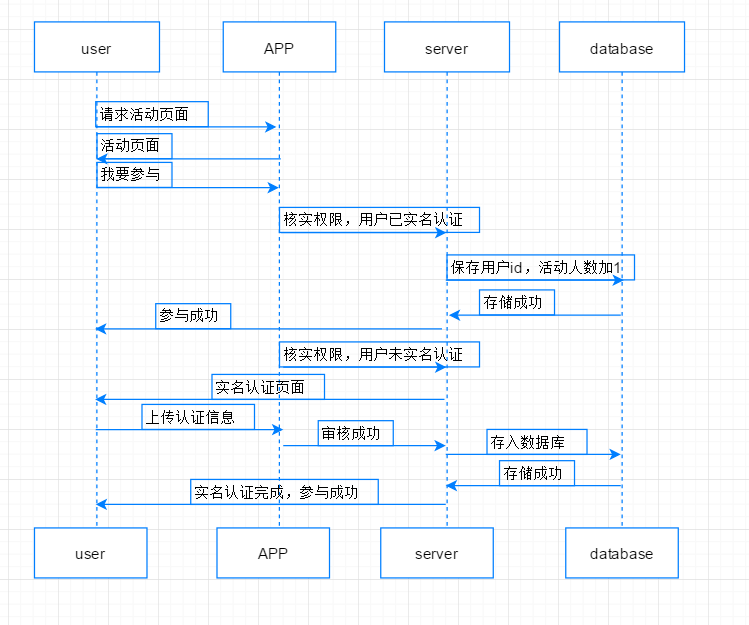 user
APP
server
database
请求活动页面
活动页面
我要参与
核实权限，用户已实名认证
保存用户id，活动人数加1
存储成功
参与成功
核实权限，用户未实名认证
实名认证页面
上传认证信息
审核成功
存入数据库
存储成功
实名认证完成，参与成功
user
APP
server
database